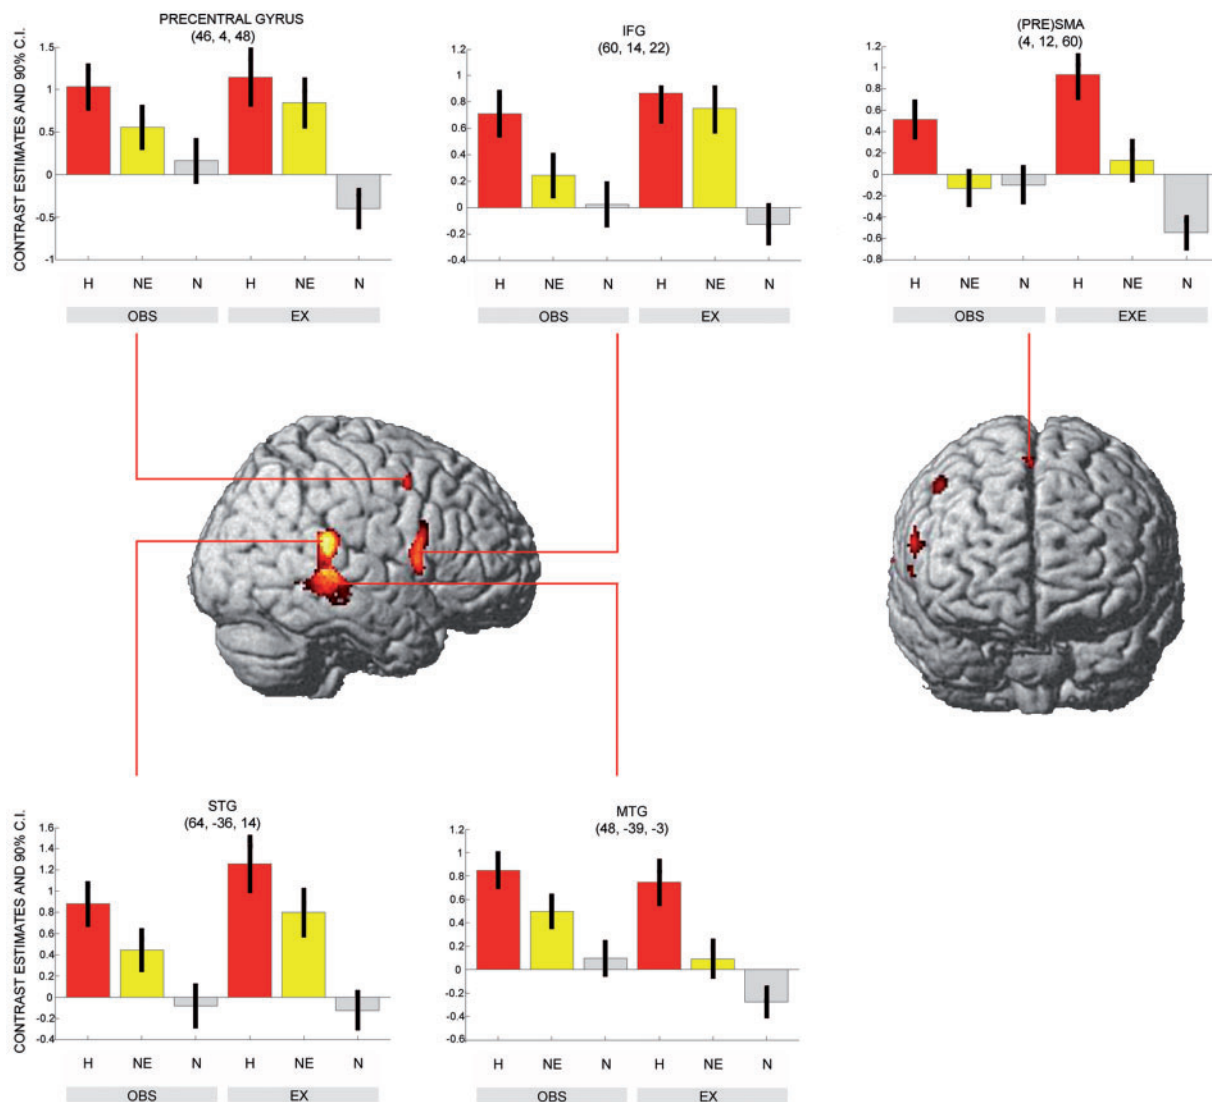 PRECENTRAL GYRUS
(46, 4, 48)
CONTRAST ESTIMATES AND 90% C.I.
1.5
1
0.5
0
-0.5
-1
H NE N H NE N
OBS EX
IFG
(60, 14, 22)
1.2
1
0.8
0.6
0.4
0.2
0
-0.2
-0.4
H NE N H NE N
OBS EX
(PRE)SMA
(4, 12, 60)
1.2
1
0.8
0.6
0.4
0.2
0
-0.2
-0.4
-0.6
-0.8
H NE N H NE N
OBS EXE
STG
(64, -36, 14)
CONTRAST ESTIMATES AND 90% C.I.
1.6
1.4
1.2
1
0.8
0.6
0.4
0.2
0
-0.2
-0.4
H NE N H NE N
OBS EX
MTG
(48, -39, -3)
1.2
1
0.8
0.6
0.4
0.2
0
-0.2
-0.4
-0.6
H NE N H NE N
OBS EX